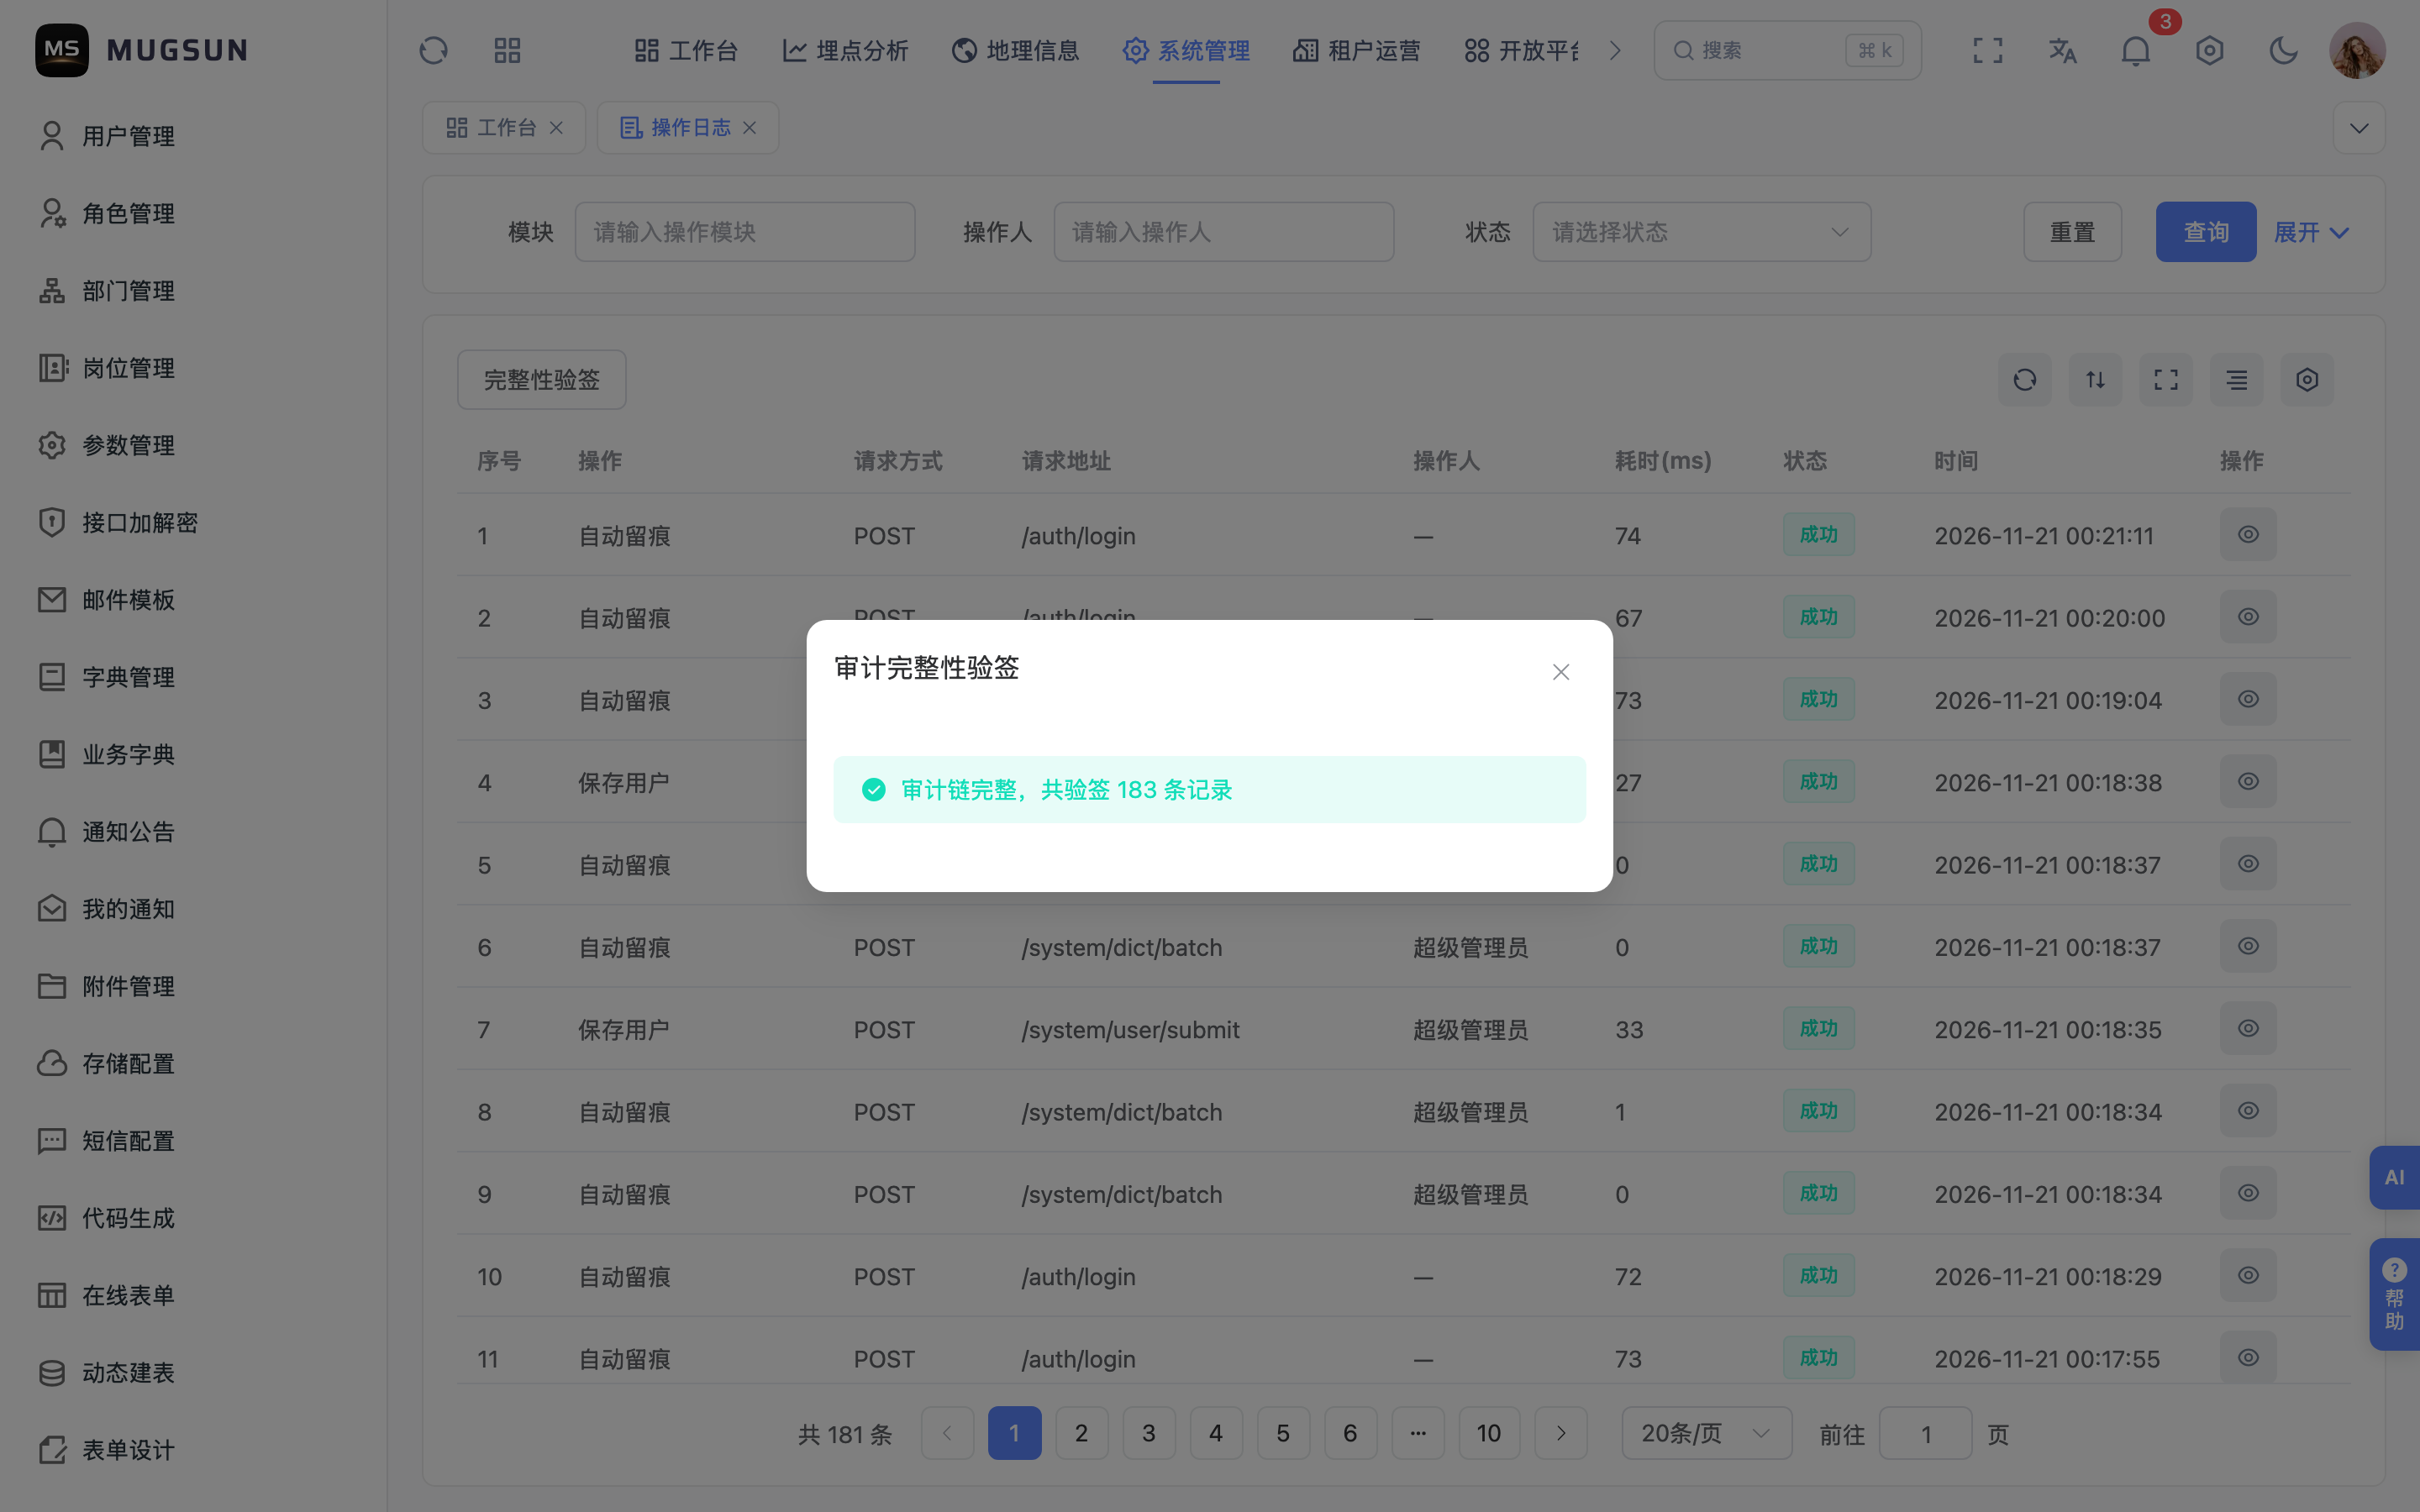 MS MUGSUN
工作台 埋点分析 地理信息 系统管理 租户运营 开放平台 搜索 ⌘ k 3
工作台 操作日志
用户管理
角色管理
部门管理
岗位管理
参数管理
接口加解密
邮件模板
字典管理
业务字典
通知公告
我的通知
附件管理
存储配置
短信配置
代码生成
在线表单
动态建表
表单设计
模块 请输入操作模块 操作人 请输入操作人 状态 请选择状态 重置 查询 展开
完整性验签
序号 操作 请求方式 请求地址 操作人 耗时(ms) 状态 时间 操作
1 自动留痕 POST /auth/login — 74 成功 2026-11-21 00:21:11
2 自动留痕 POST /auth/login — 67 成功 2026-11-21 00:20:00
3 自动留痕 73 成功 2026-11-21 00:19:04
4 保存用户 27 成功 2026-11-21 00:18:38
5 自动留痕 0 成功 2026-11-21 00:18:37
6 自动留痕 POST /system/dict/batch 超级管理员 0 成功 2026-11-21 00:18:37
7 保存用户 POST /system/user/submit 超级管理员 33 成功 2026-11-21 00:18:35
8 自动留痕 POST /system/dict/batch 超级管理员 1 成功 2026-11-21 00:18:34
9 自动留痕 POST /system/dict/batch 超级管理员 0 成功 2026-11-21 00:18:34
10 自动留痕 POST /auth/login — 72 成功 2026-11-21 00:18:29
11 自动留痕 POST /auth/login — 73 成功 2026-11-21 00:17:55
审计完整性验签
审计链完整，共验签 183 条记录
共 181 条 1 2 3 4 5 6 ··· 10 20条/页 前往 1 页
AI
? 帮助